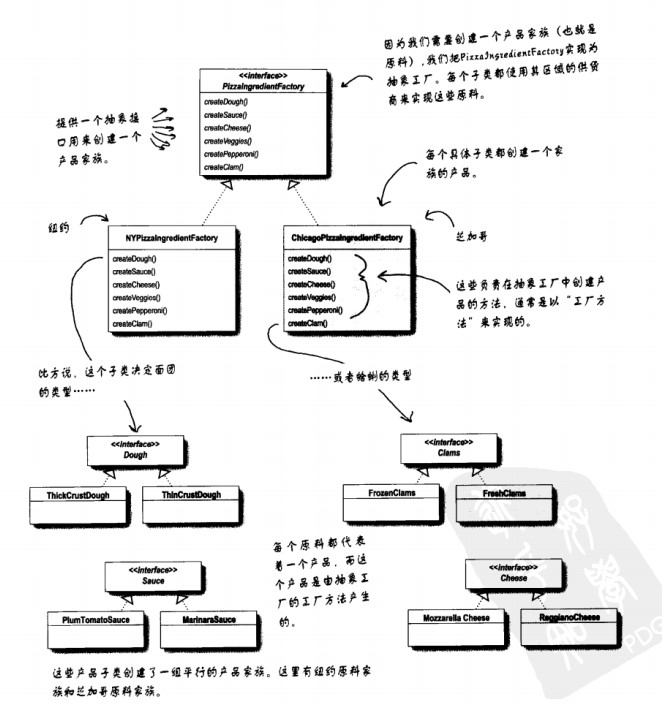 因为我们需要创建一个产品家族（也就是
原料），我们把PizzaIngredientFactory实现为
抽象工厂。每个子类都使用其区域的供货
商来实现这些原料。
<<interface>>
PizzaIngredientFactory
createDough()
createSauce()
createCheese()
createVeggies()
createPepperoni()
createClam()
提供一个抽象接
口用来创建一个
产品家族。
每个具体子类都创建一个家
族的产品。
纽约
芝加哥
NYPizzaIngredientFactory
createDough()
createSauce()
createCheese()
createVeggies()
createPepperoni()
createClam()
ChicagoPizzaIngredientFactory
createDough()
createSauce()
createCheese()
createVeggies()
createPepperoni()
createClam()
这些负责在抽象工厂中创建产
品的方法，通常是以“工厂方
法”来实现的。
比方说，这个子类决定面团
的类型……
……或者蛤蜊的类型
<<interface>>
Dough
ThickCrustDough
ThinCrustDough
<<interface>>
Clams
FrozenClams
FreshClams
每个原料都代表
着一个产品，而这
个产品是由抽象工
厂的工厂方法产生
的。
<<interface>>
Sauce
PlumTomatoSauce
MarinaraSauce
<<interface>>
Cheese
Mozzarella Cheese
ReggianoCheese
PDG
这些产品子类创建了一组平行的产品家族。这里有纽约原料家
族和芝加哥原料家族。